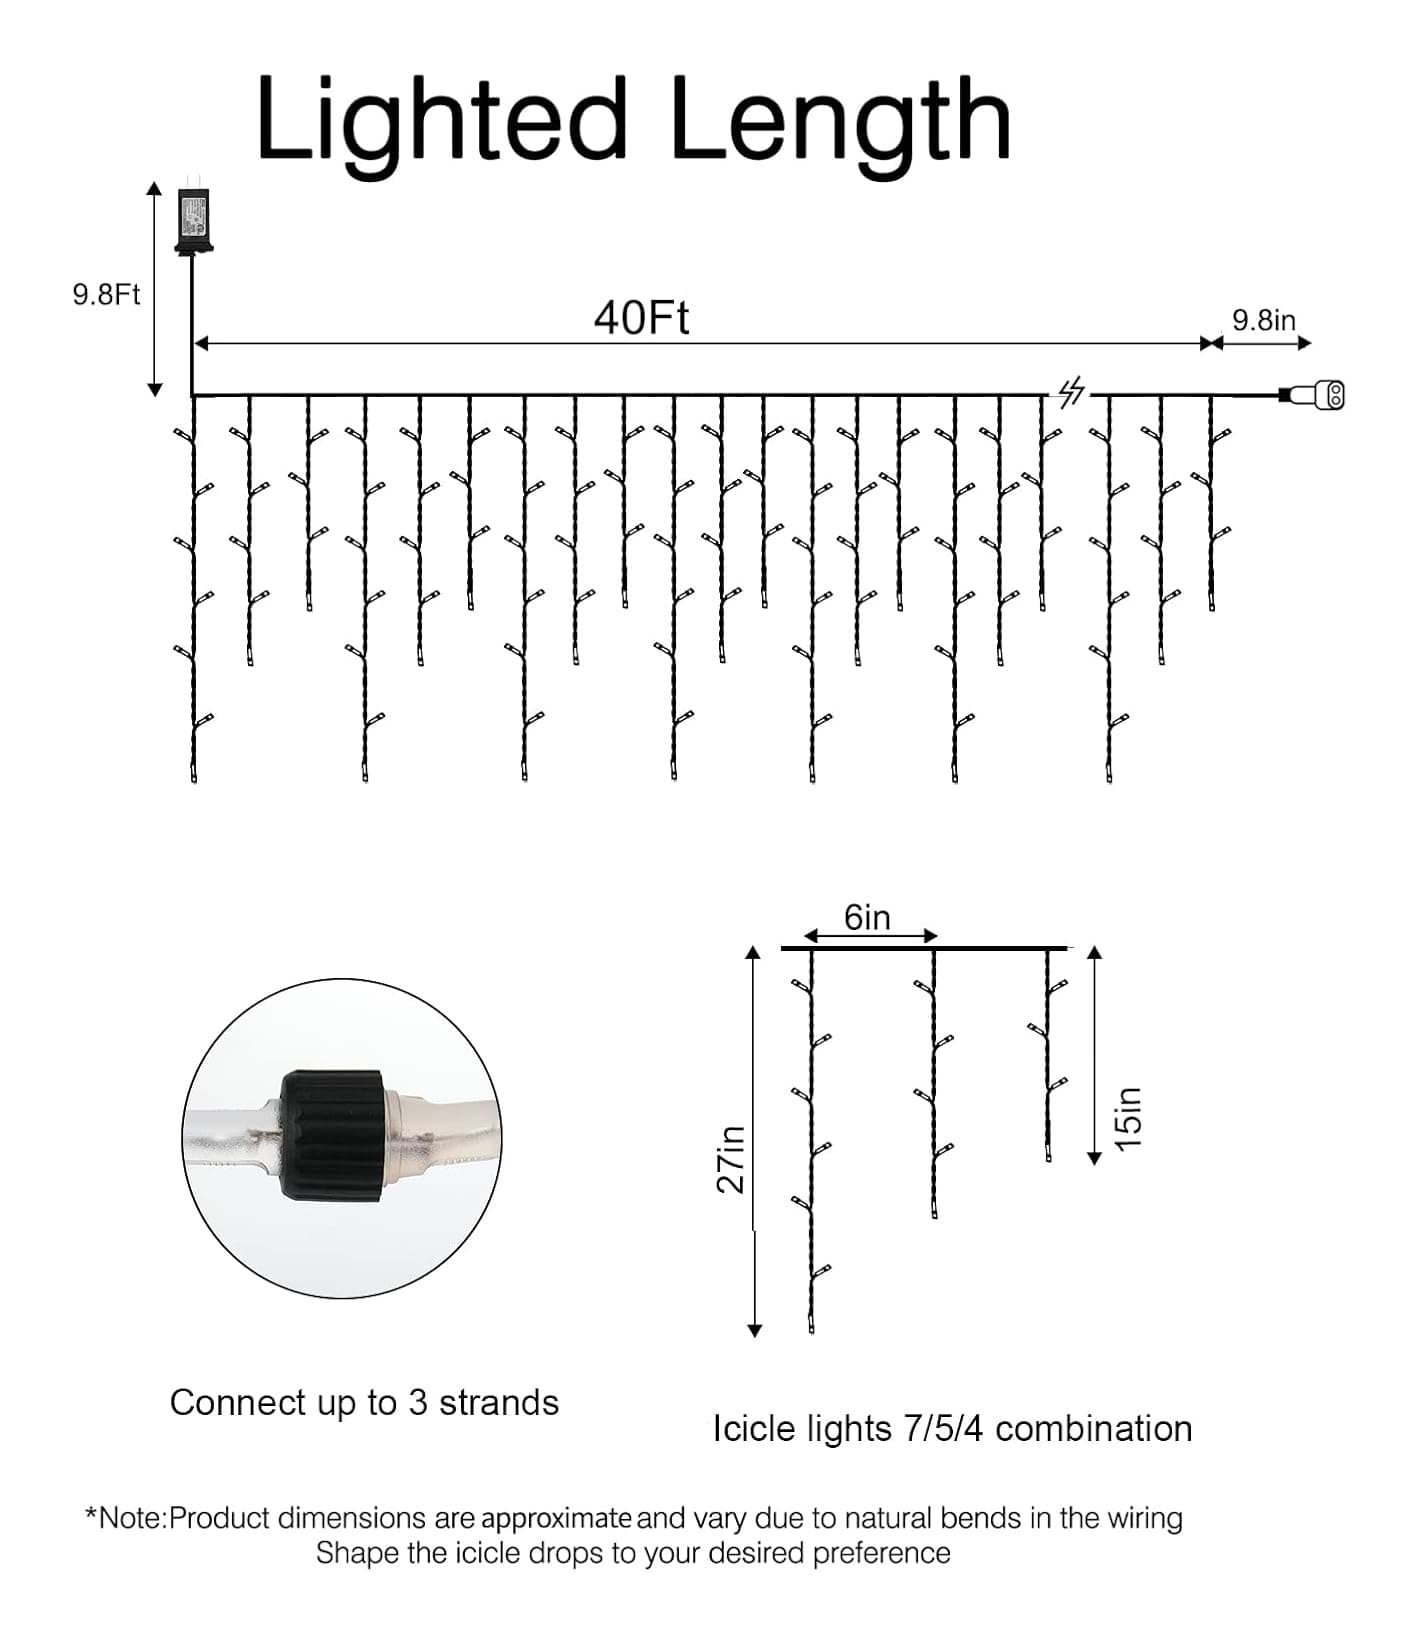 Lighted Length
9.8Ft
40Ft
9.8in
6in
27in
15in
Connect up to 3 strands
Icicle lights 7/5/4 combination
*Note:Product dimensions are approximate and vary due to natural bends in the wiring
Shape the icicle drops to your desired preference